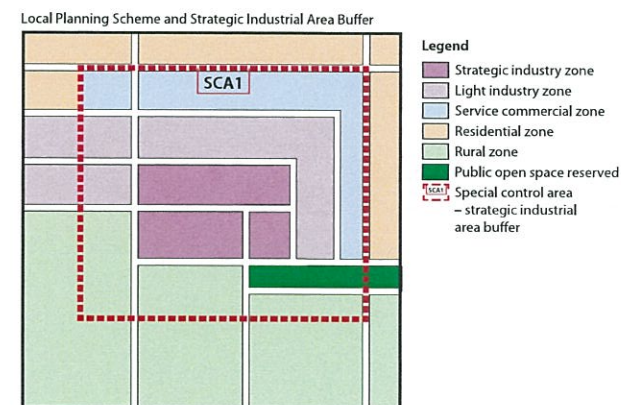 Local Planning Scheme and Strategic Industrial Area Buffer
SCA1
Legend
Strategic industry zone
Light industry zone
Service commercial zone
Residential zone
Rural zone
Public open space reserved
SCA1
Special control area
– strategic industrial
area buffer